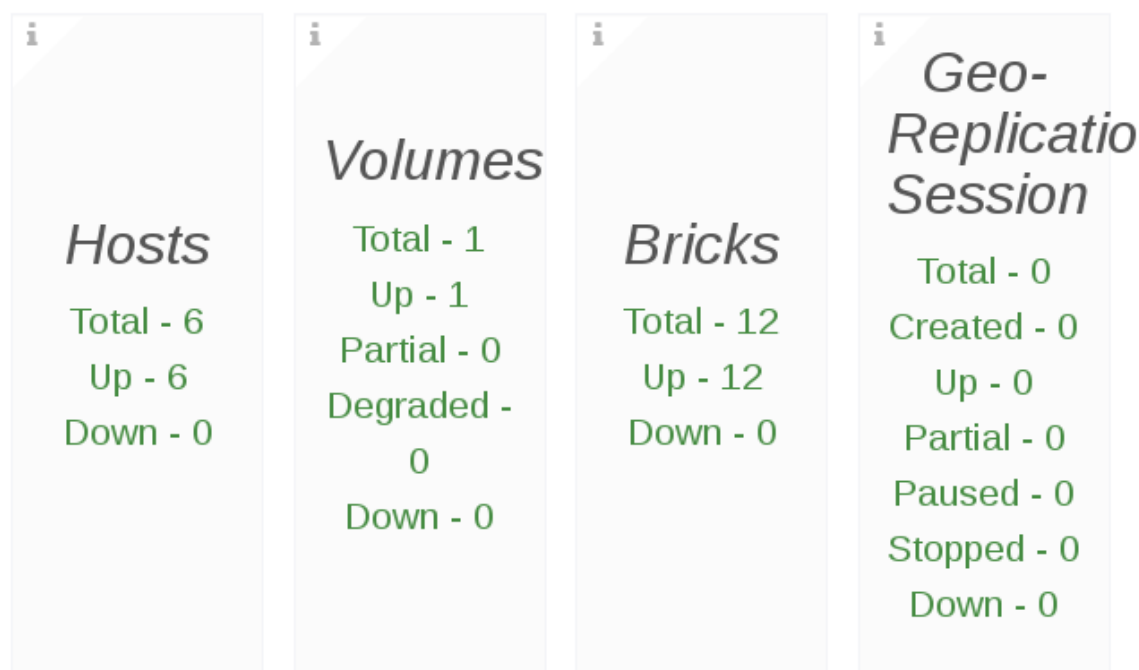 Hosts
Total - 6
Up - 6
Down - 0
Volumes
Total - 1
Up - 1
Partial - 0
Degraded -
0
Down - 0
Bricks
Total - 12
Up - 12
Down - 0
Geo-
Replicatio
Session
Total - 0
Created - 0
Up - 0
Partial - 0
Paused - 0
Stopped - 0
Down - 0